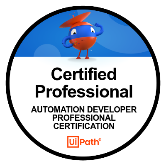 Certified
Professional
AUTOMATION DEVELOPER
PROFESSIONAL
CERTIFICATION
UiPath